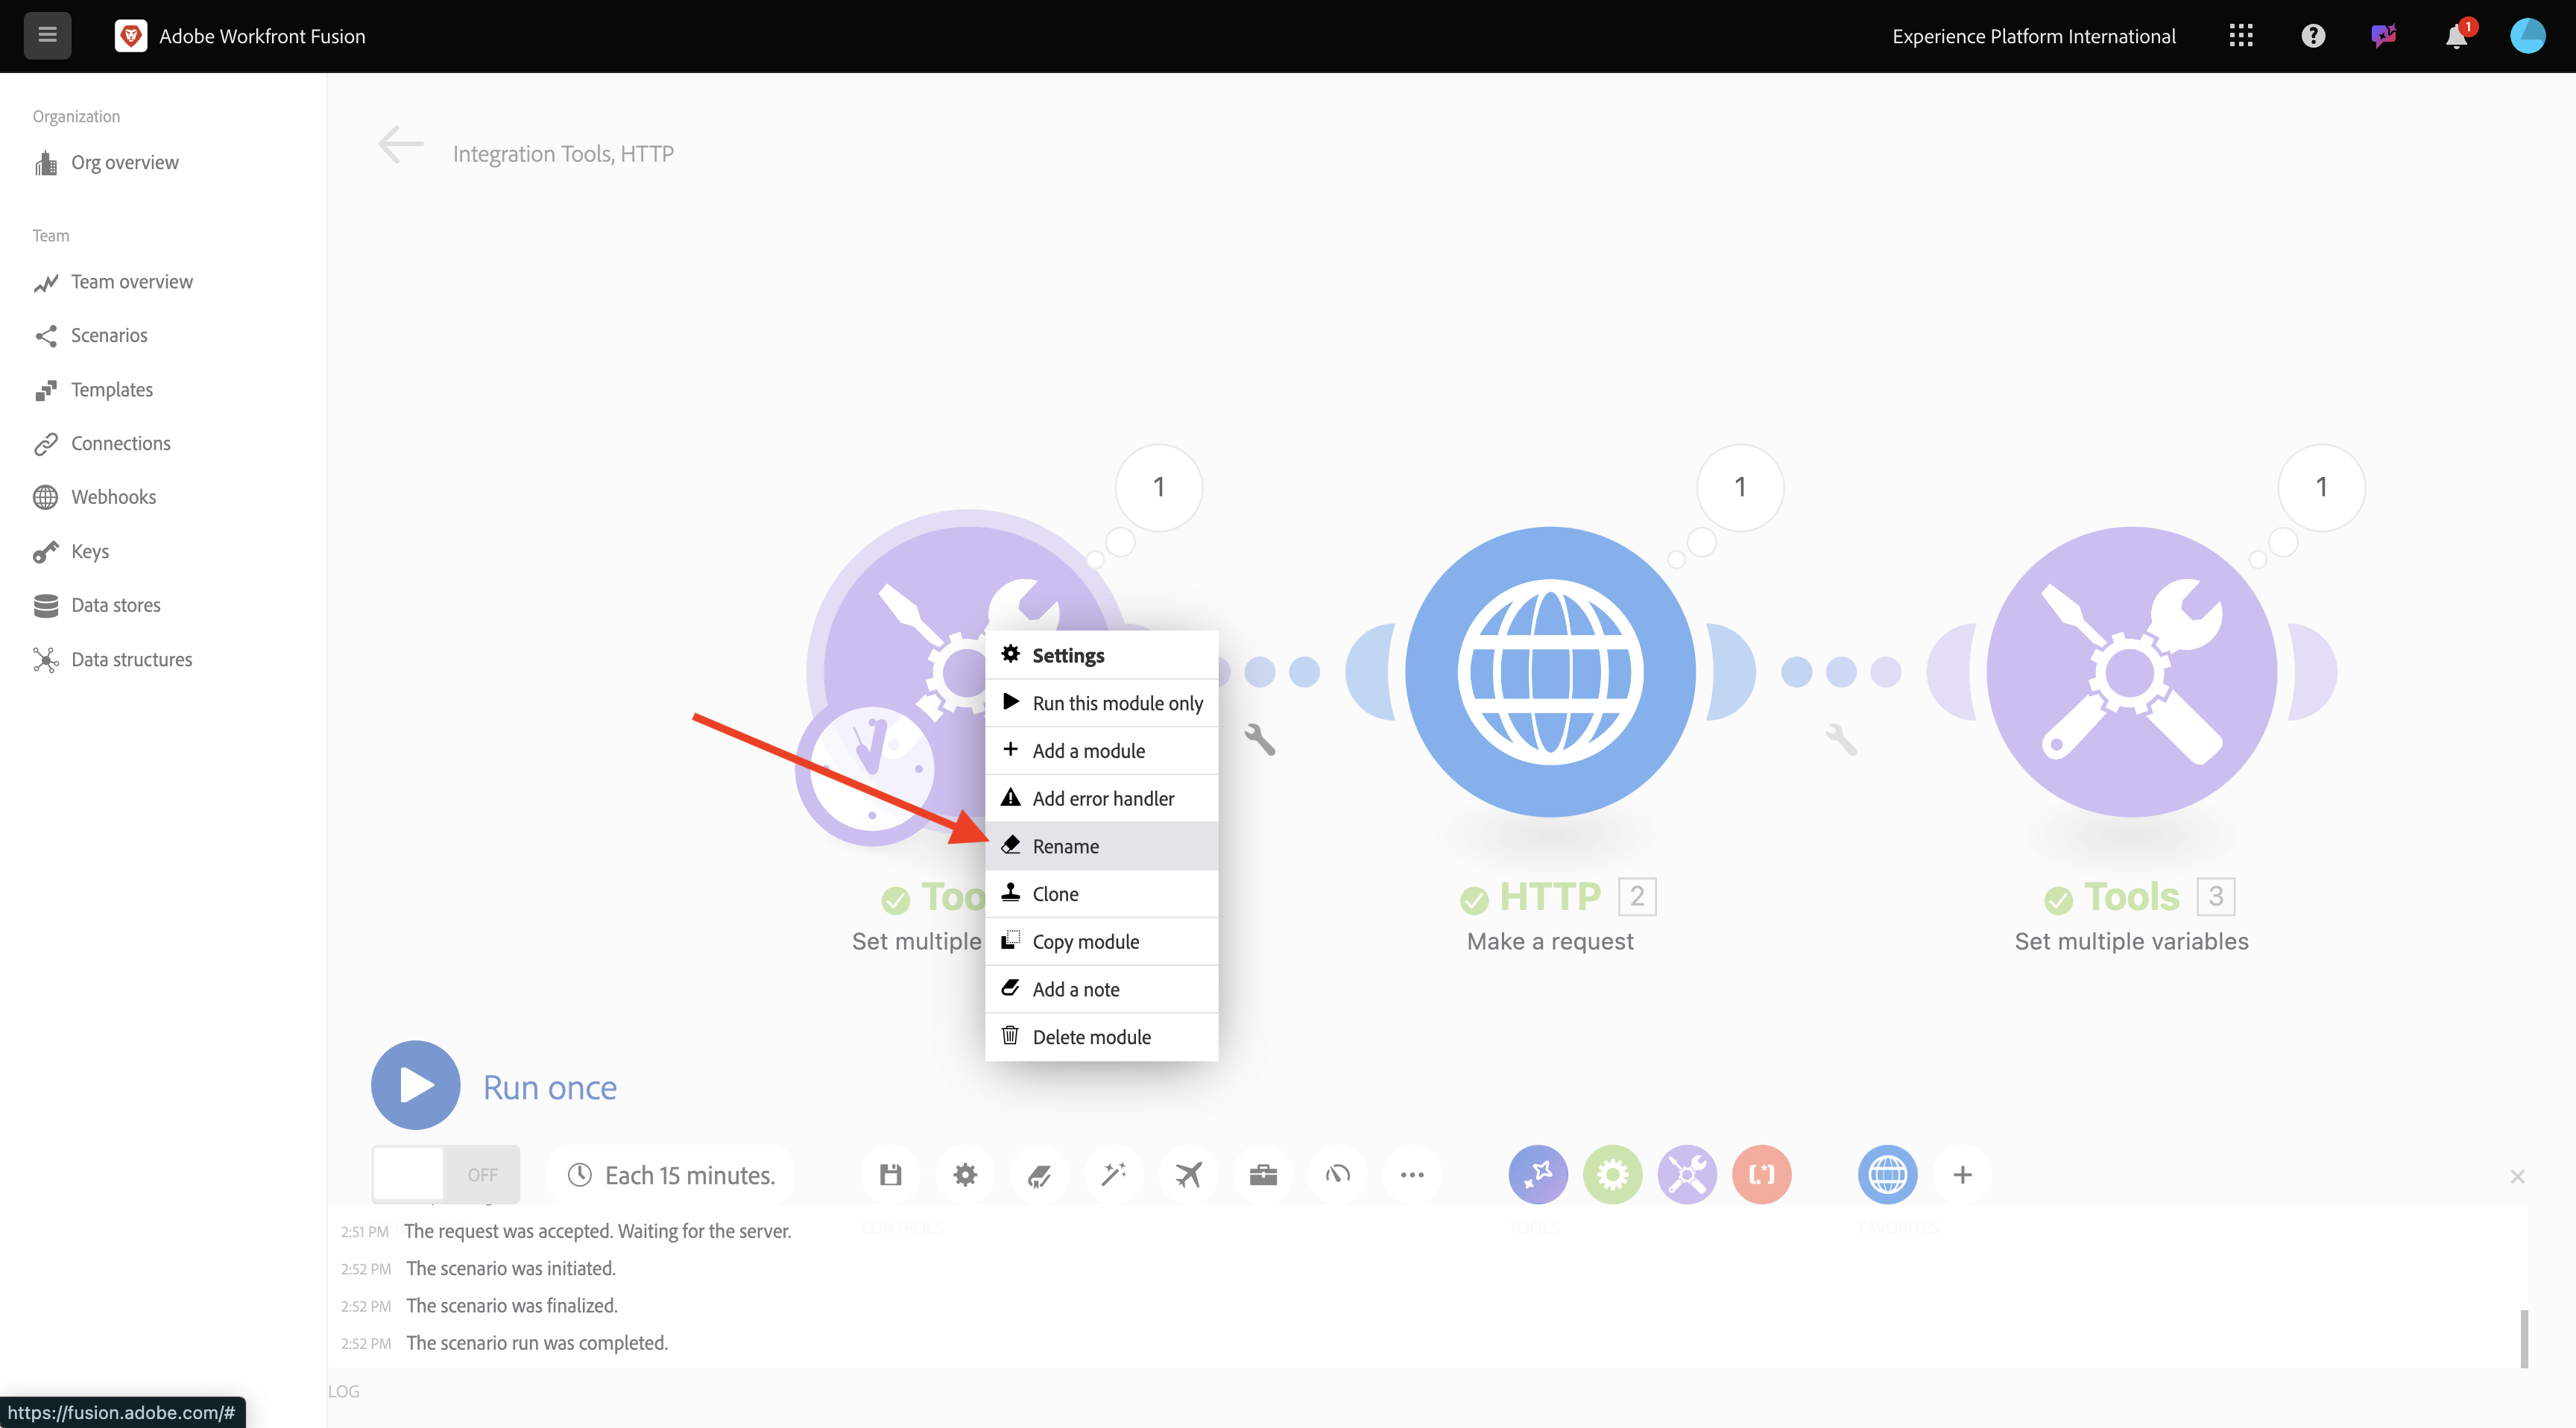 Adobe Workfront Fusion
Experience Platform International
1
Organization
Org overview
Team
Team overview
Scenarios
Templates
Connections
Webhooks
Keys
Data stores
Data structures
Integration Tools, HTTP
1
1
1
Settings
Run this module only
Add a module
Add error handler
Rename
Clone
Copy module
Add a note
Delete module
Too
Set multiple
HTTP 2
Make a request
Tools 3
Set multiple variables
Run once
OFF
Each 15 minutes.
CONTROLS
TOOLS
FAVORITES
2:51 PM The request was accepted. Waiting for the server.
2:52 PM The scenario was initiated.
2:52 PM The scenario was finalized.
2:52 PM The scenario run was completed.
LOG
https://fusion.adobe.com/#